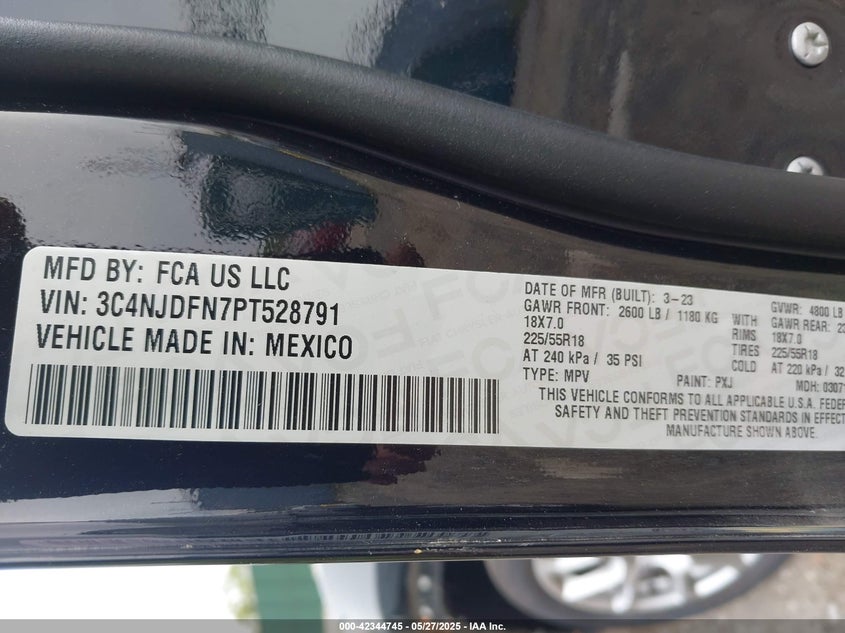 MFD BY: FCA US LLC
VIN: 3C4NJDFN7PT528791
VEHICLE MADE IN: MEXICO
DATE OF MFR (BUILT): 3-23
GAWR FRONT: 2600 LB / 1180 KG
18X7.0
225/55R18
AT 240 kPa / 35 PSI
TYPE: MPV
PAINT: PXJ
WITH
RIMS
TIRES
COLD
GVWR: 4800 LB
GAWR REAR: 23
18X7.0
225/55R18
AT 220 kPa / 32
MDH: 03071
THIS VEHICLE CONFORMS TO ALL APPLICABLE U.S.A. FEDER
SAFETY AND THEFT PREVENTION STANDARDS IN EFFECT
MANUFACTURE SHOWN ABOVE.
000-42344745 - 05/27/2025 - IAA Inc.